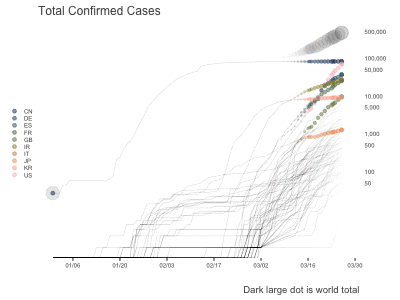 Total Confirmed Cases
500,000
100,000
50,000
10,000
5,000
1,000
500
100
50
CN
DE
ES
FR
GB
IR
IT
JP
KR
US
01/06
01/20
02/03
02/17
03/02
03/16
03/30
Dark large dot is world total